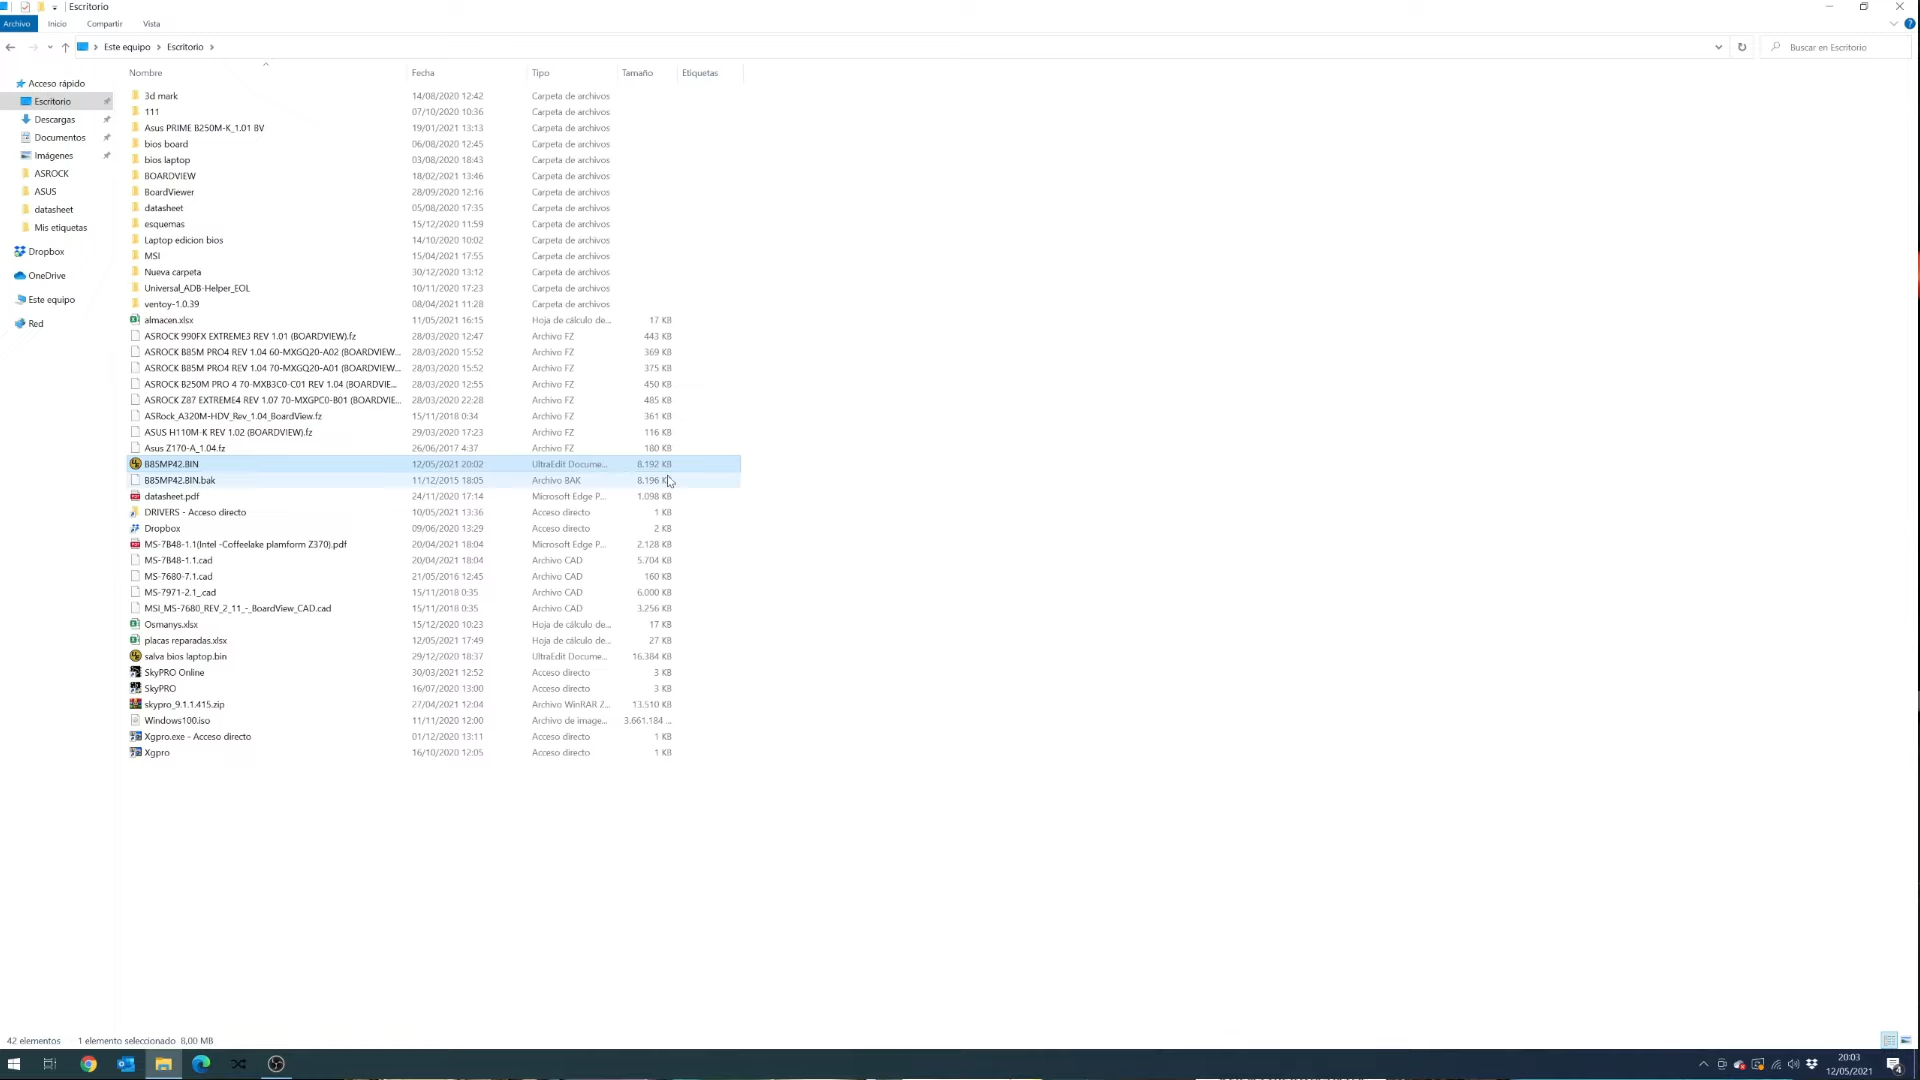 Escritorio
Archivo Inicio Compartir Vista
Este equipo > Escritorio >
Buscar en Escritorio
Nombre Fecha Tipo Tamaño Etiquetas
Acceso rápido
Escritorio
Descargas
Documentos
Imágenes
ASROCK
ASUS
datasheet
Mis etiquetas
Dropbox
OneDrive
Este equipo
Red
3d mark 14/08/2020 12:42 Carpeta de archivos
111 07/10/2020 10:36 Carpeta de archivos
Asus PRIME B250M-K_1.01 BV 19/01/2021 13:13 Carpeta de archivos
bios board 06/08/2020 12:45 Carpeta de archivos
bios laptop 03/08/2020 18:43 Carpeta de archivos
BOARDVIEW 18/02/2021 13:46 Carpeta de archivos
BoardViewer 28/09/2020 12:16 Carpeta de archivos
datasheet 05/08/2020 17:35 Carpeta de archivos
esquemas 15/12/2020 11:59 Carpeta de archivos
Laptop edicion bios 14/10/2020 10:02 Carpeta de archivos
MSI 15/04/2021 17:55 Carpeta de archivos
Nueva carpeta 30/12/2020 13:12 Carpeta de archivos
Universal_ADB-Helper_EOL 10/11/2020 17:23 Carpeta de archivos
ventoy-1.0.39 08/04/2021 11:28 Carpeta de archivos
almacen.xlsx 11/05/2021 16:15 Hoja de cálculo de... 17 KB
ASROCK 990FX EXTREME3 REV 1.01 (BOARDVIEW).fz 28/03/2020 12:47 Archivo FZ 443 KB
ASROCK B85M PRO4 REV 1.04 60-MXGQ20-A02 (BOARDVIEW... 28/03/2020 15:52 Archivo FZ 369 KB
ASROCK B85M PRO4 REV 1.04 70-MXGQ20-A01 (BOARDVIEW... 28/03/2020 15:52 Archivo FZ 375 KB
ASROCK B250M PRO 4 70-MXB3C0-C01 REV 1.04 (BOARDVIE... 28/03/2020 12:55 Archivo FZ 450 KB
ASROCK Z87 EXTREME4 REV 1.07 70-MXGPC0-B01 (BOARDVIE... 28/03/2020 22:28 Archivo FZ 485 KB
ASRock_A320M-HDV_Rev_1.04_BoardView.fz 15/11/2018 0:34 Archivo FZ 361 KB
ASUS H110M-K REV 1.02 (BOARDVIEW).fz 29/03/2020 17:23 Archivo FZ 116 KB
Asus Z170-A_1.04.fz 26/06/2017 4:37 Archivo FZ 180 KB
B85MP42.BIN 12/05/2021 20:02 UltraEdit Docume... 8.192 KB
B85MP42.BIN.bak 11/12/2015 18:05 Archivo BAK 8.196 KB
datasheet.pdf 24/11/2020 17:14 Microsoft Edge P... 1.098 KB
DRIVERS - Acceso directo 10/05/2021 13:36 Acceso directo 1 KB
Dropbox 09/06/2020 13:29 Acceso directo 2 KB
MS-7B48-1.1(Intel -Coffeelake plamform Z370).pdf 20/04/2021 18:04 Microsoft Edge P... 2.128 KB
MS-7B48-1.1.cad 20/04/2021 18:04 Archivo CAD 5.704 KB
MS-7680-7.1.cad 21/05/2016 12:45 Archivo CAD 160 KB
MS-7971-2.1_.cad 15/11/2018 0:35 Archivo CAD 6.000 KB
MSI_MS-7680_REV_2_11_-_BoardView_CAD.cad 15/11/2018 0:35 Archivo CAD 3.256 KB
Osmanys.xlsx 15/12/2020 10:23 Hoja de cálculo de... 17 KB
placas reparadas.xlsx 12/05/2021 17:49 Hoja de cálculo de... 27 KB
salva bios laptop.bin 29/12/2020 18:37 UltraEdit Docume... 16.384 KB
SkyPRO Online 30/03/2021 12:52 Acceso directo 3 KB
SkyPRO 16/07/2020 13:00 Acceso directo 3 KB
skypro_9.1.1.415.zip 27/04/2021 12:04 Archivo WinRAR Z... 13.510 KB
Windows100.iso 11/11/2020 12:00 Archivo de image... 3.661.184 ...
Xgpro.exe - Acceso directo 01/12/2020 13:11 Acceso directo 1 KB
Xgpro 16/10/2020 12:05 Acceso directo 1 KB
42 elementos 1 elemento seleccionado 8,00 MB
20:03
12/05/2021
4